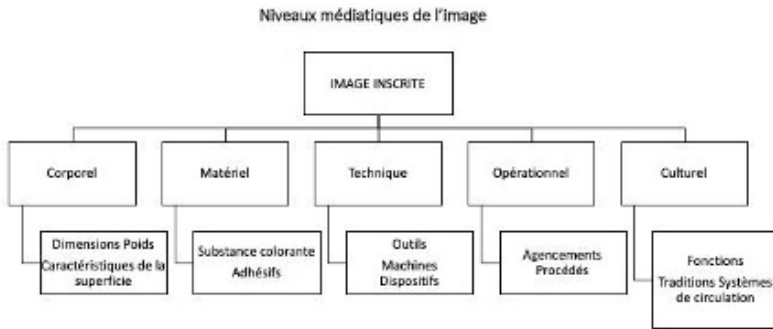 Niveaux médiatiques de l'image
IMAGE INSCRITE
Corporel
Matériel
Technique
Opérationnel
Culturel
Dimensions Poids
Caractéristiques de la
superficie
Substance colorante
Adhésifs
Outils
Machines
Dispositifs
Agencements
Procédés
Fonctions
Traditions Systèmes
de circulation